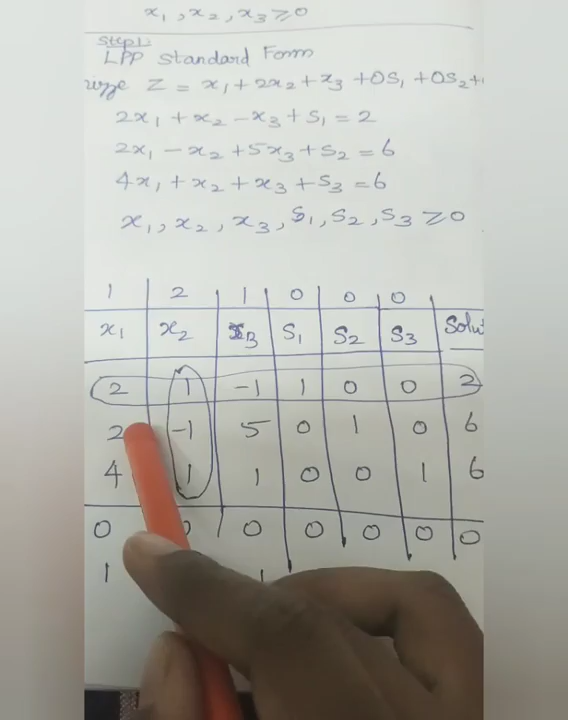 x₁, x₂, x₃ ≥ 0
Step1:
LPP Standard Form
Z = x₁ + 2x₂ + x₃ + 0S₁ + 0S₂ +
2x₁ + x₂ - x₃ + S₁ = 2
2x₁ - x₂ + 5x₃ + S₂ = 6
4x₁ + x₂ + x₃ + S₃ = 6
x₁, x₂, x₃, S₁, S₂, S₃ ≥ 0
1 2 1 0 0 0
x₁ x₂ x₃ S₁ S₂ S₃ Solu
2 1 -1 1 0 0 2
2 -1 5 0 1 0 6
4 1 1 0 0 1 6
0 0 0 0 0 0 0
1 1